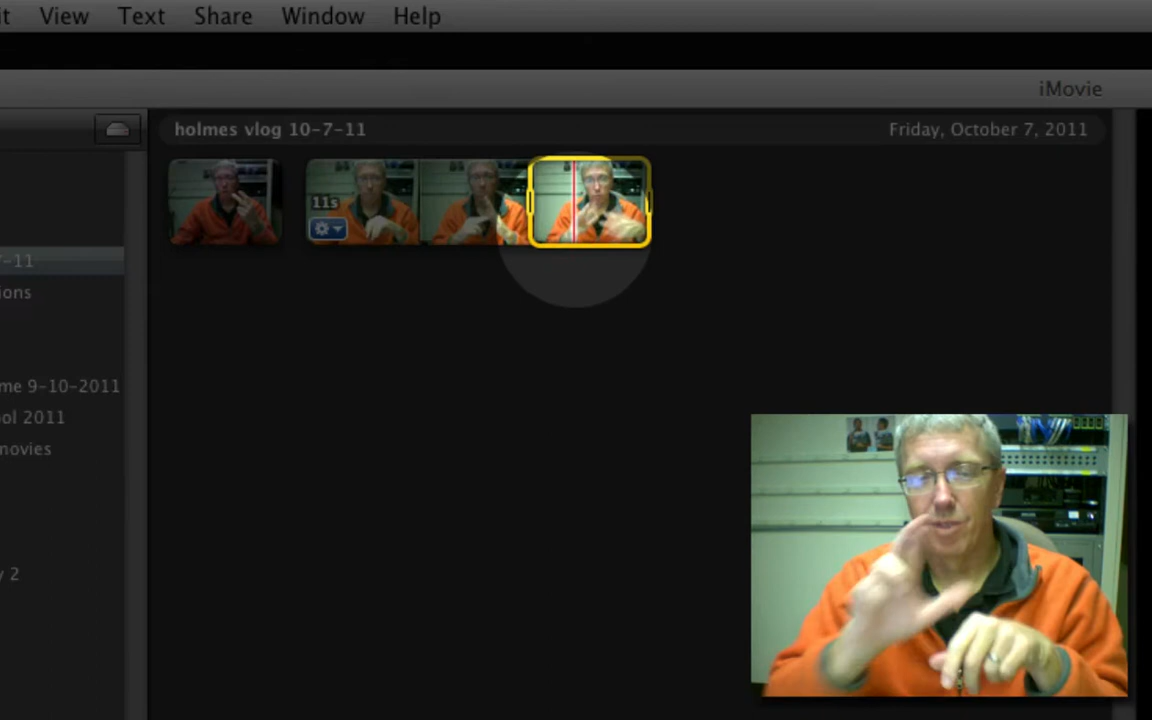 View Text Share Window Help
iMovie
holmes vlog 10-7-11 Friday, October 7, 2011
11s
-11
ions
me 9-10-2011
ol 2011
movies
2